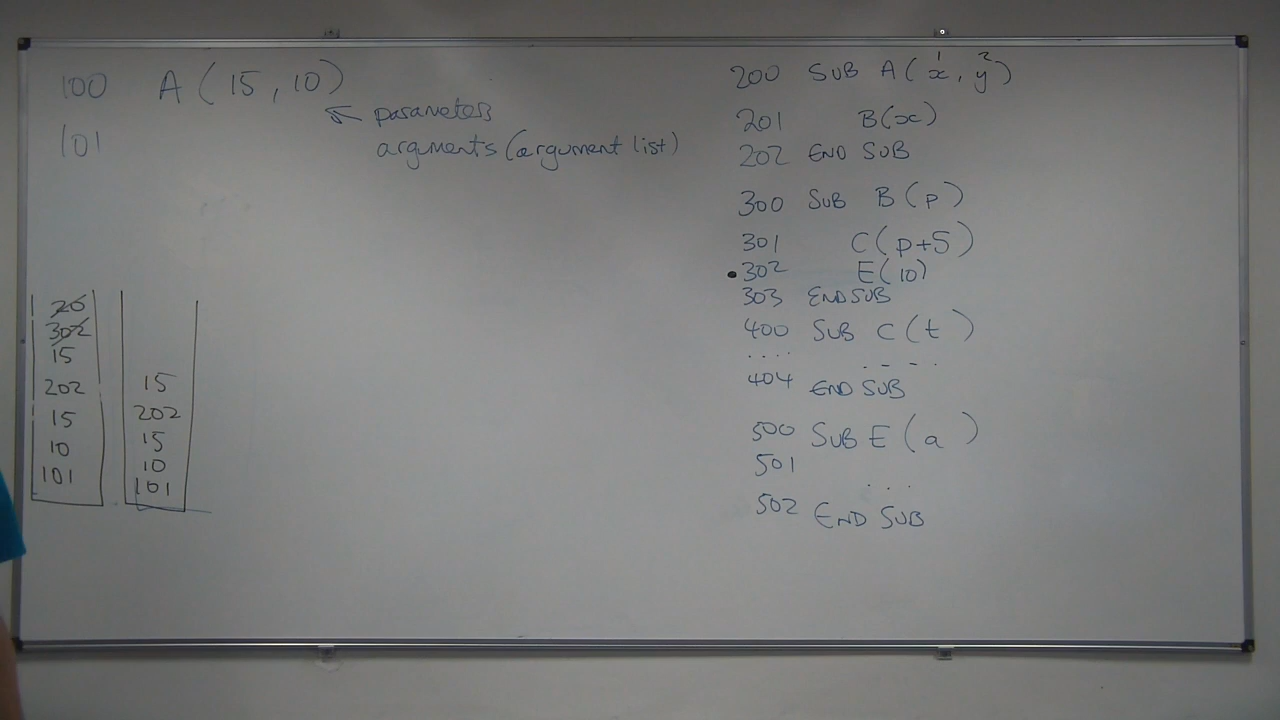 100 A ( 15 , 10 )
parameters
101
arguments (argument list)
20
302
15
202
15
10
101
15
202
15
10
101
200 SUB A ( x , y )
1 2
201 B(x)
202 END SUB
300 SUB B ( p )
301 C( p+5 )
302 E( 10 )
303 END SUB
400 SUB C ( t )
.... ....
404 END SUB
500 SUB E ( a )
501
...
502 END SUB